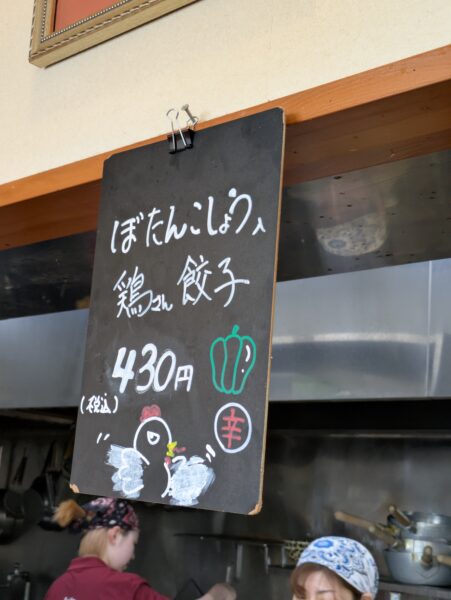 ぼたんこしょう入
鶏さん餃子
430円
(税込)
辛